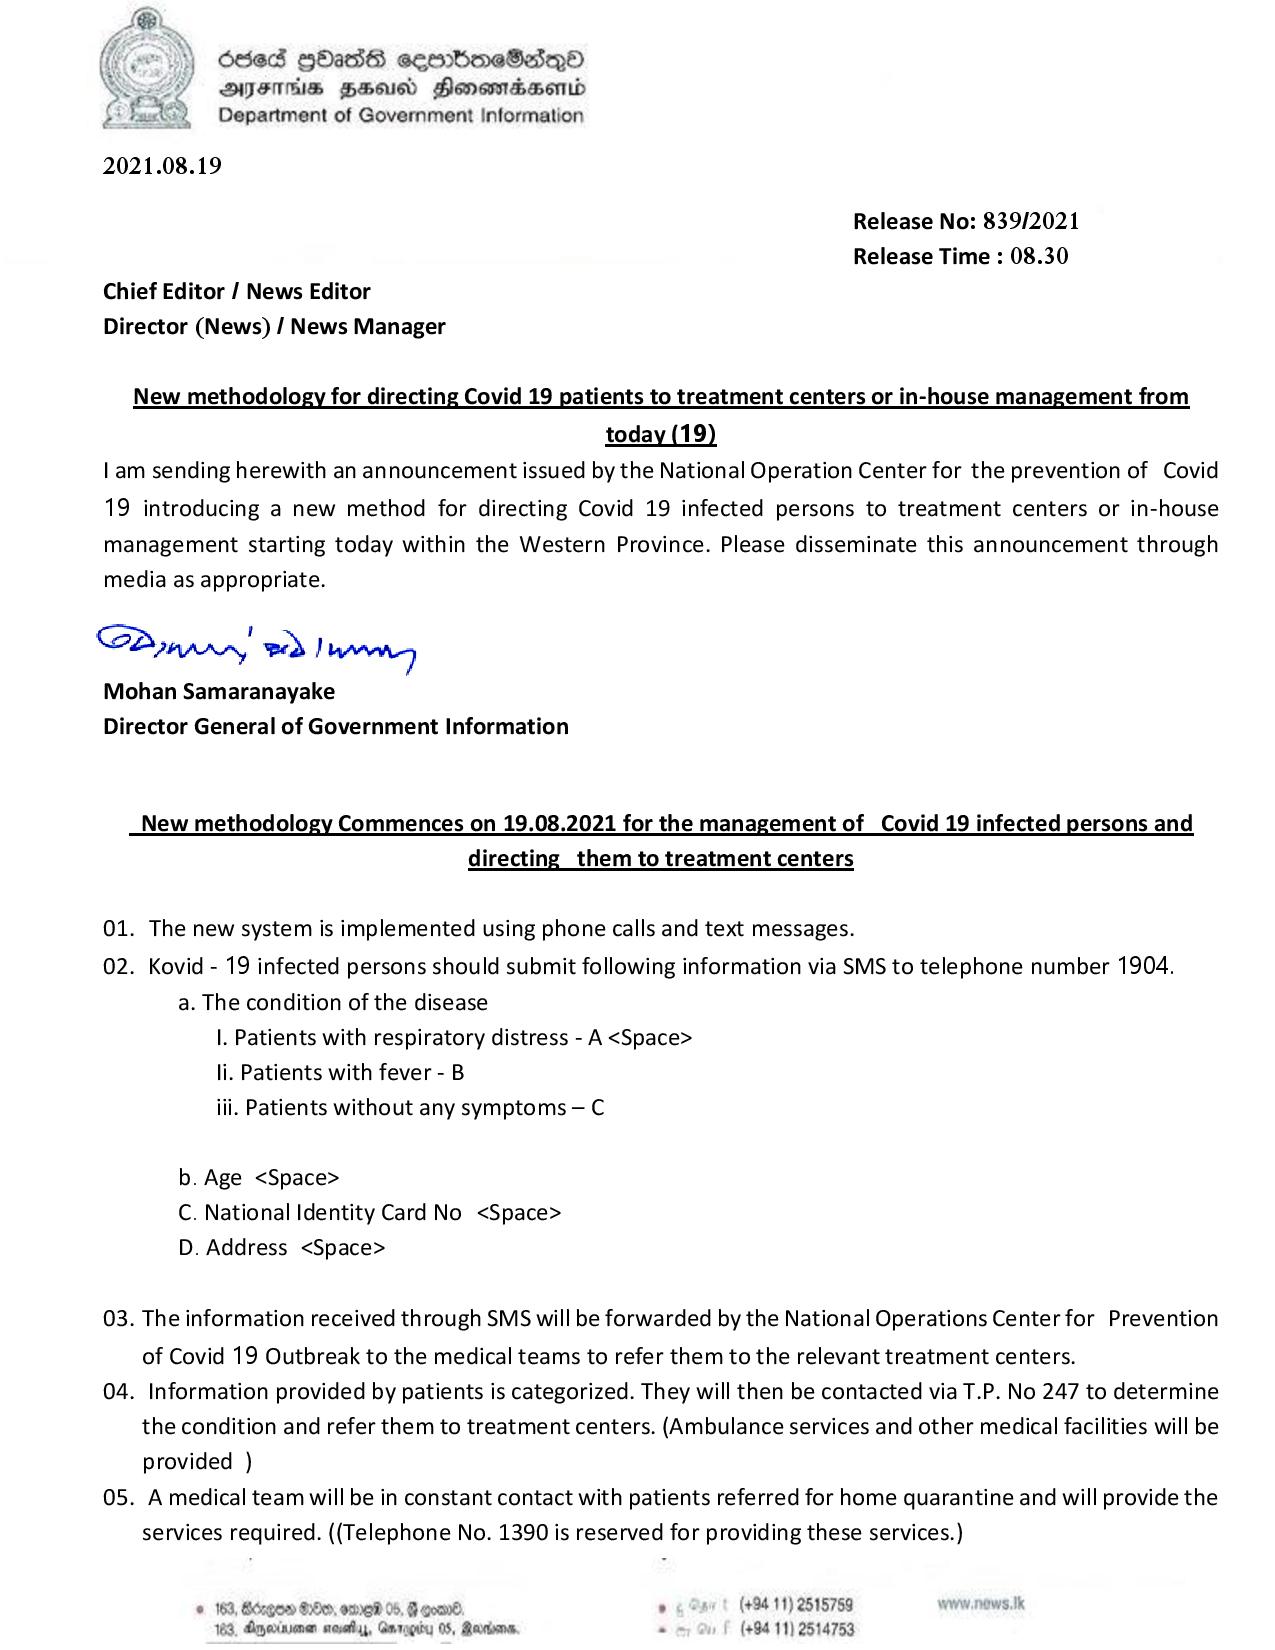 රජයේ ප්‍රවෘත්ති දෙපාර්තමේන්තුව
அரசாங்க தகவல் திணைக்களம்
Department of Government Information
2021.08.19
Release No: 839/2021
Release Time : 08.30
Chief Editor / News Editor
Director (News) / News Manager
New methodology for directing Covid 19 patients to treatment centers or in-house management from
today (19)
I am sending herewith an announcement issued by the National Operation Center for the prevention of Covid
19 introducing a new method for directing Covid 19 infected persons to treatment centers or in-house
management starting today within the Western Province. Please disseminate this announcement through
media as appropriate.
Mohan Samaranayake
Director General of Government Information
New methodology Commences on 19.08.2021 for the management of Covid 19 infected persons and
directing them to treatment centers
01. The new system is implemented using phone calls and text messages.
02. Kovid - 19 infected persons should submit following information via SMS to telephone number 1904.
a. The condition of the disease
I. Patients with respiratory distress - A <Space>
Ii. Patients with fever - B
iii. Patients without any symptoms – C
b. Age <Space>
C. National Identity Card No <Space>
D. Address <Space>
03. The information received through SMS will be forwarded by the National Operations Center for Prevention
of Covid 19 Outbreak to the medical teams to refer them to the relevant treatment centers.
04. Information provided by patients is categorized. They will then be contacted via T.P. No 247 to determine
the condition and refer them to treatment centers. (Ambulance services and other medical facilities will be
provided )
05. A medical team will be in constant contact with patients referred for home quarantine and will provide the
services required. ((Telephone No. 1390 is reserved for providing these services.)
163, කිරුලපන මාවත, කොළඹ 05, ශ්‍රී ලංකාව.
163, கிருலப்பனை வெளியூ, கொழும்பு 05, இலங்கை.
(+94 11) 2515759
(+94 11) 2514753
www.news.lk